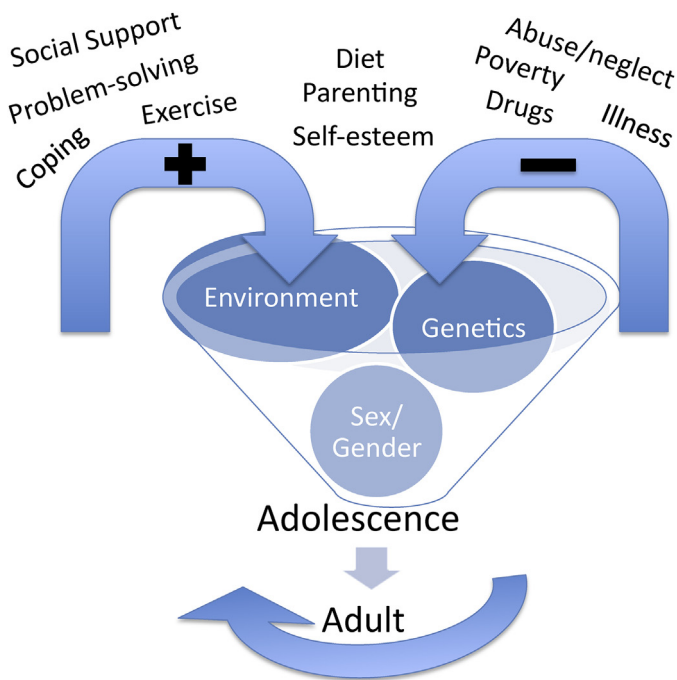 Social Support
Problem-solving
Coping
Exercise
Diet
Parenting
Self-esteem
Abuse/neglect
Poverty
Drugs
Illness
+
−
Environment
Genetics
Sex/
Gender
Adolescence
Adult